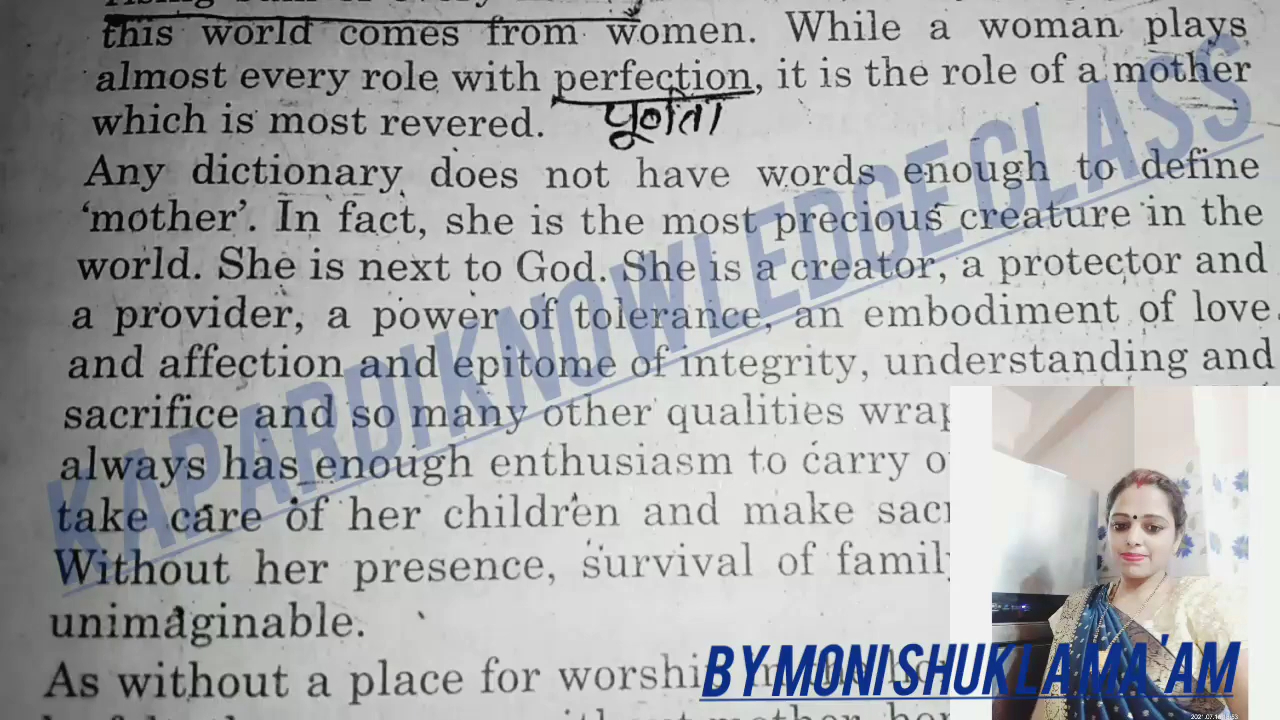 this world comes from women. While a woman plays
almost every role with perfection, it is the role of a mother
which is most revered. पूर्णता
Any dictionary does not have words enough to define
‘mother’. In fact, she is the most precious creature in the
world. She is next to God. She is a creator, a protector and
a provider, a power of tolerance, an embodiment of love
and affection and epitome of integrity, understanding and
sacrifice and so many other qualities
always has enough enthusiasm to carry
take care of her children and make
Without her presence, survival of
unimaginable.
As without a place for
KAPARDIKNOWLEDGECLASS
BY MONI SHUKLA MA'AM